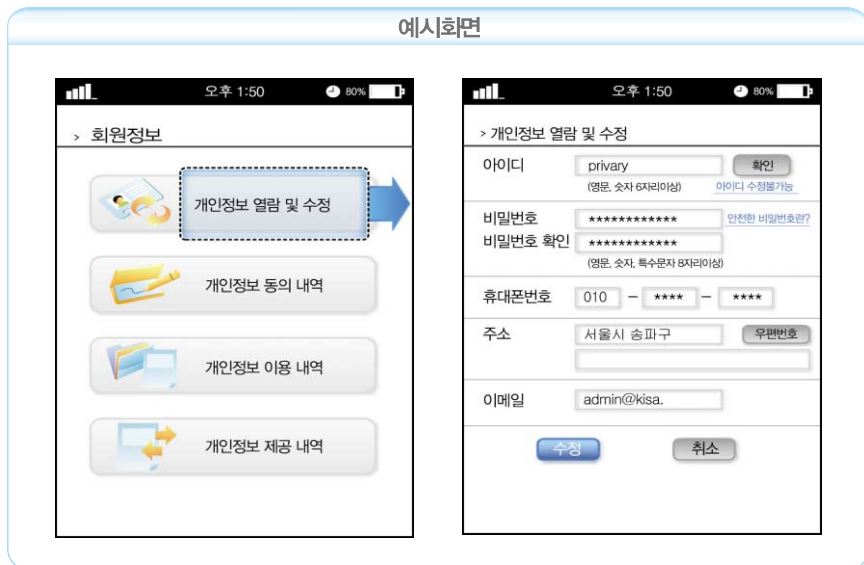 예시화면
오후 1:50 80%
> 회원정보
개인정보 열람 및 수정
개인정보 동의 내역
개인정보 이용 내역
개인정보 제공 내역
오후 1:50 80%
> 개인정보 열람 및 수정
아이디 privary 확인
(영문, 숫자 6자리이상) 아이디 수정불가능
비밀번호 ************ 안전한 비밀번호란?
비밀번호 확인 ************
(영문, 숫자, 특수문자 8자리이상)
휴대폰번호 010 - **** - ****
주소 서울시 송파구 우편번호
이메일 admin@kisa.
수정 취소